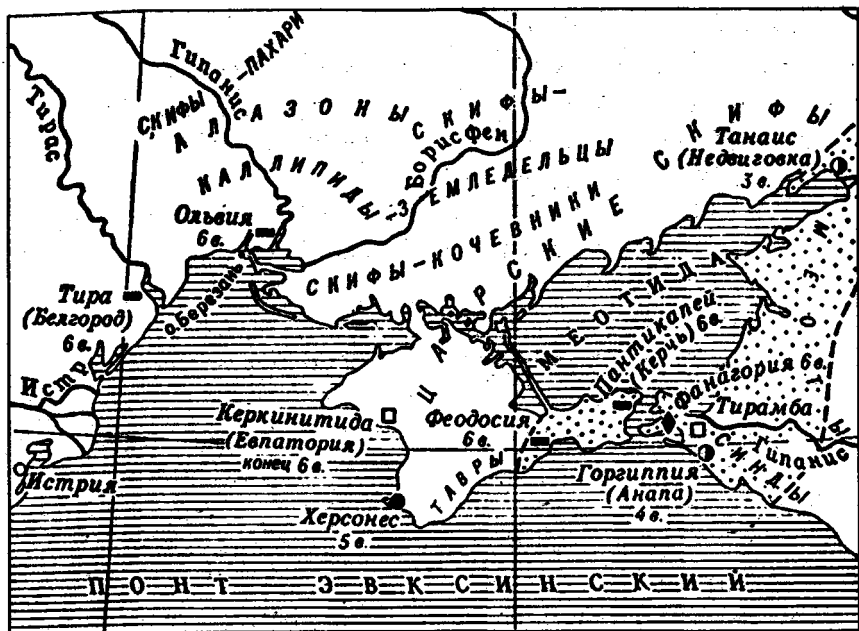 Тирас
Гипанис
СКИФЫ-ПАХАРИ
АЛАЗОНЫ
КАЛЛИПИДЫ
Борисфен
СКИФЫ-
-ЗЕМЛЕДЕЛЬЦЫ
СКИФЫ-КОЧЕВНИКИ
СКИФЫ
ЦАРСКИЕ
Танаис
(Недвиговка)
3 в.
Ольвия
6 в.
о. Березань
Тира
(Белгород)
6 в.
Истр
Истрия
МЕОТИДА
Пантикапей
(Керчь) 6 в.
Фанагория 6 в.
Тирамба
Гипанис
СИНДЫ
Горгиппия
(Анапа)
4 в.
Керкинитида
(Евпатория)
конец 6 в.
Феодосия
6 в.
ТАВРЫ
Херсонес
5 в.
ПОНТ ЭВКСИНСКИЙ